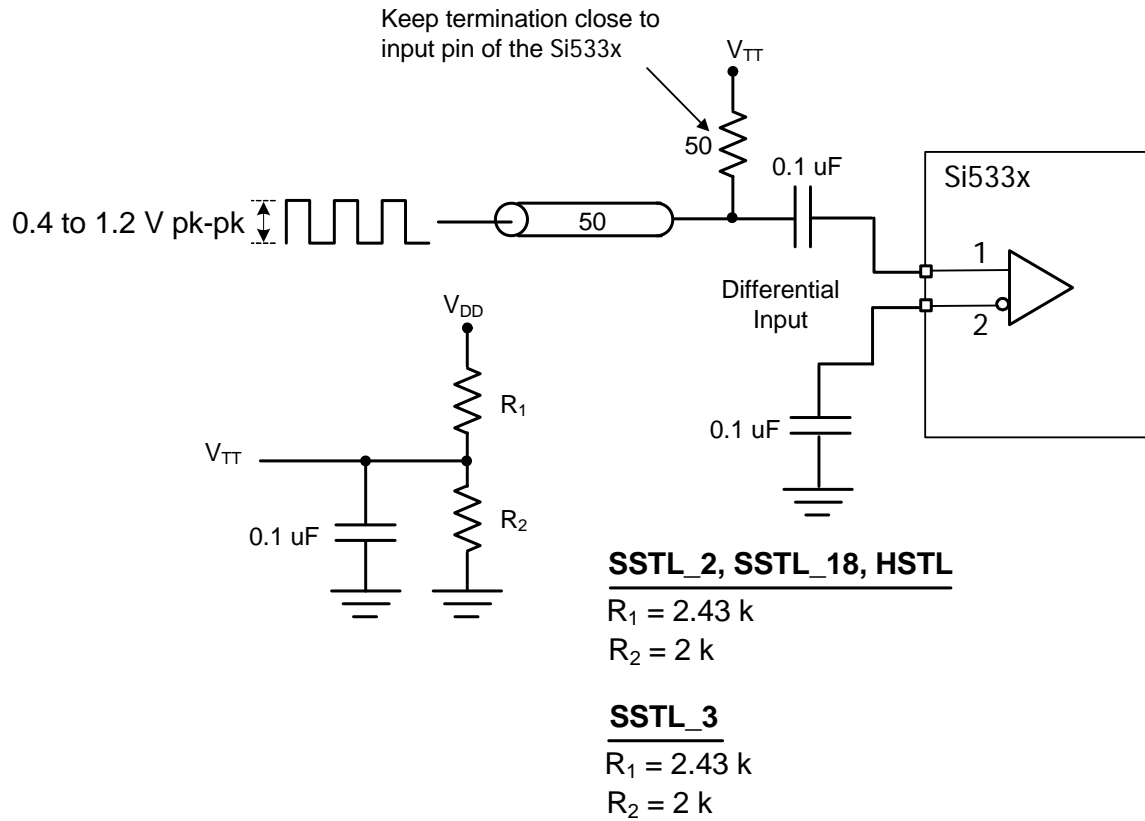 Keep termination close to
input pin of the Si533x
V_TT
50
0.1 uF
Si533x
0.4 to 1.2 V pk-pk
50
1
Differential
Input
2
V_DD
R_1
0.1 uF
V_TT
R_2
0.1 uF
SSTL_2, SSTL_18, HSTL
R_1 = 2.43 k
R_2 = 2 k
SSTL_3
R_1 = 2.43 k
R_2 = 2 k